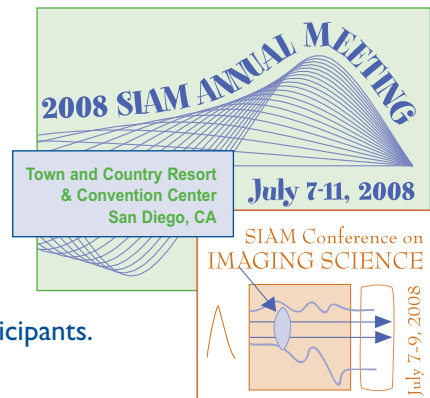 2008 SIAM ANNUAL MEETING
Town and Country Resort
& Convention Center
San Diego, CA
July 7-11, 2008
SIAM Conference on
IMAGING SCIENCE
July 7-9, 2008